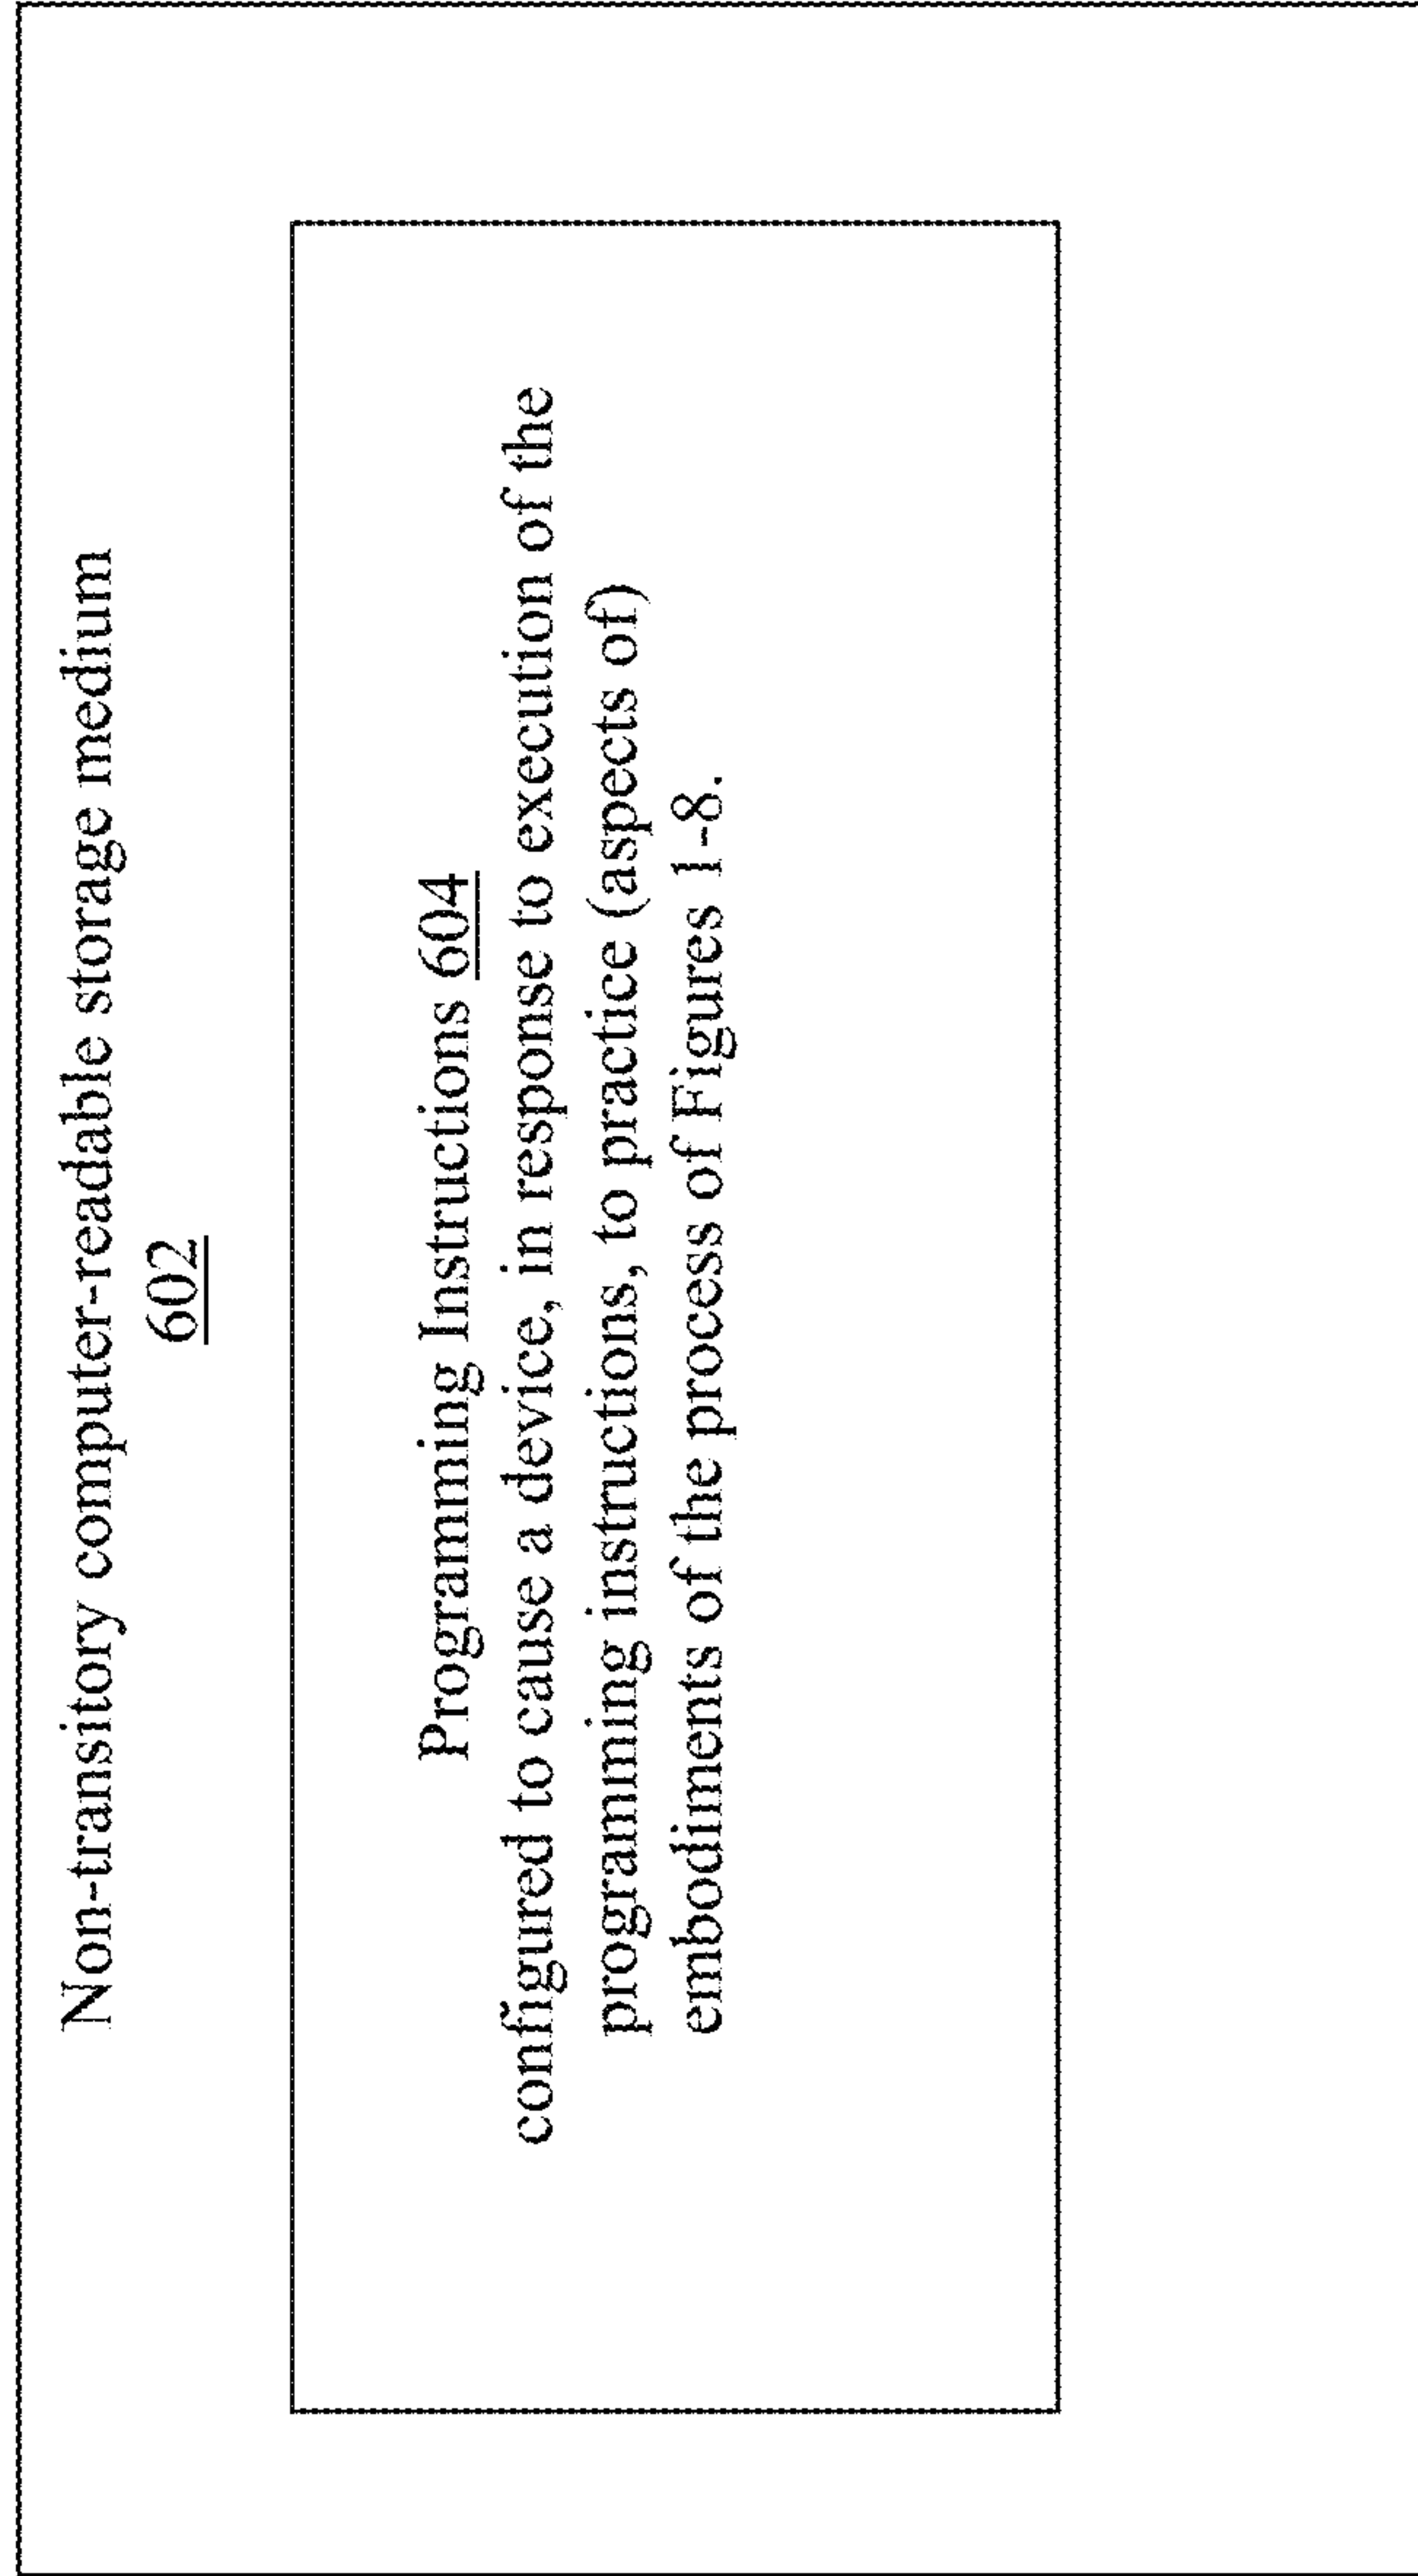 Non-transitory computer-readable storage medium
602
Programming Instructions 604
configured to cause a device, in response to execution of the
programming instructions, to practice (aspects of)
embodiments of the process of Figures 1-8.